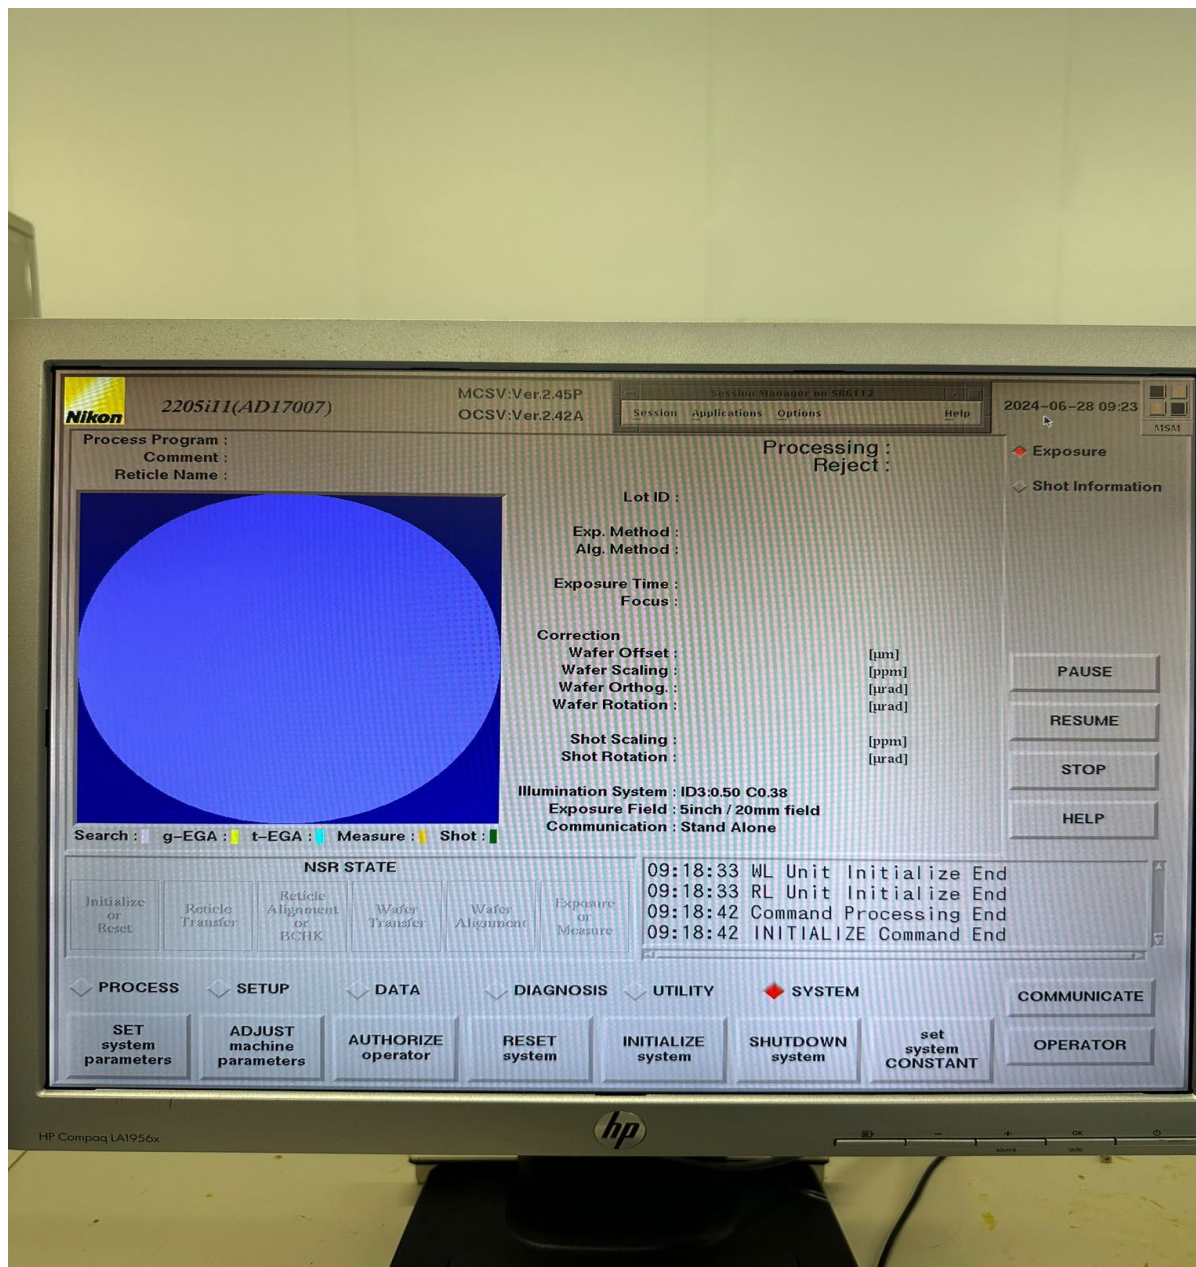 Nikon
2205i11(AD17007)
MCSV:Ver.2.45P
OCSV:Ver.2.42A
Session Manager on SR6112
Session Applications Options Help
2024-06-28 09:23
MSM
Process Program :
Comment :
Reticle Name :
Processing :
Reject :
Exposure
Shot Information
Lot ID :
Exp. Method :
Alg. Method :
Exposure Time :
Focus :
Correction
Wafer Offset : [µm]
Wafer Scaling : [ppm]
Wafer Orthog. : [µrad]
Wafer Rotation : [µrad]
Shot Scaling : [ppm]
Shot Rotation : [µrad]
Illumination System : ID3:0.50 C0.38
Exposure Field : 5inch / 20mm field
Communication : Stand Alone
PAUSE
RESUME
STOP
HELP
Search : g-EGA : t-EGA : Measure : Shot :
NSR STATE
Initialize
or
Reset
Reticle
Transfer
Reticle
Alignment
or
BCHK
Wafer
Transfer
Wafer
Alignment
Exposure
or
Measure
09:18:33 WL Unit Initialize End
09:18:33 RL Unit Initialize End
09:18:42 Command Processing End
09:18:42 INITIALIZE Command End
PROCESS SETUP DATA DIAGNOSIS UTILITY SYSTEM
COMMUNICATE
SET
system
parameters
ADJUST
machine
parameters
AUTHORIZE
operator
RESET
system
INITIALIZE
system
SHUTDOWN
system
set
system
CONSTANT
OPERATOR
hp
HP Compaq LA1956x
- + OK
source